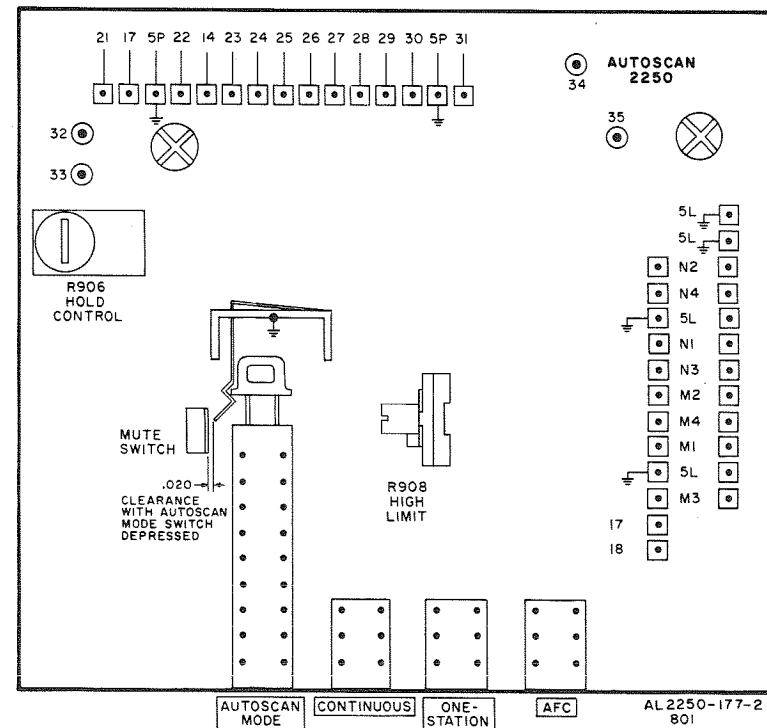 21 17 5P 22 14 23 24 25 26 27 28 29 30 5P 31
34
AUTOSCAN
2250
32
33
35
R906
HOLD
CONTROL
5L
5L
N2
N4
5L
N1
N3
M2
M4
M1
5L
M3
17
18
MUTE
SWITCH
.020
CLEARANCE
WITH AUTOSCAN
MODE SWITCH
DEPRESSED
R908
HIGH
LIMIT
AUTOSCAN
MODE
CONTINUOUS
ONE-
STATION
AFC
AL2250-177-2
801